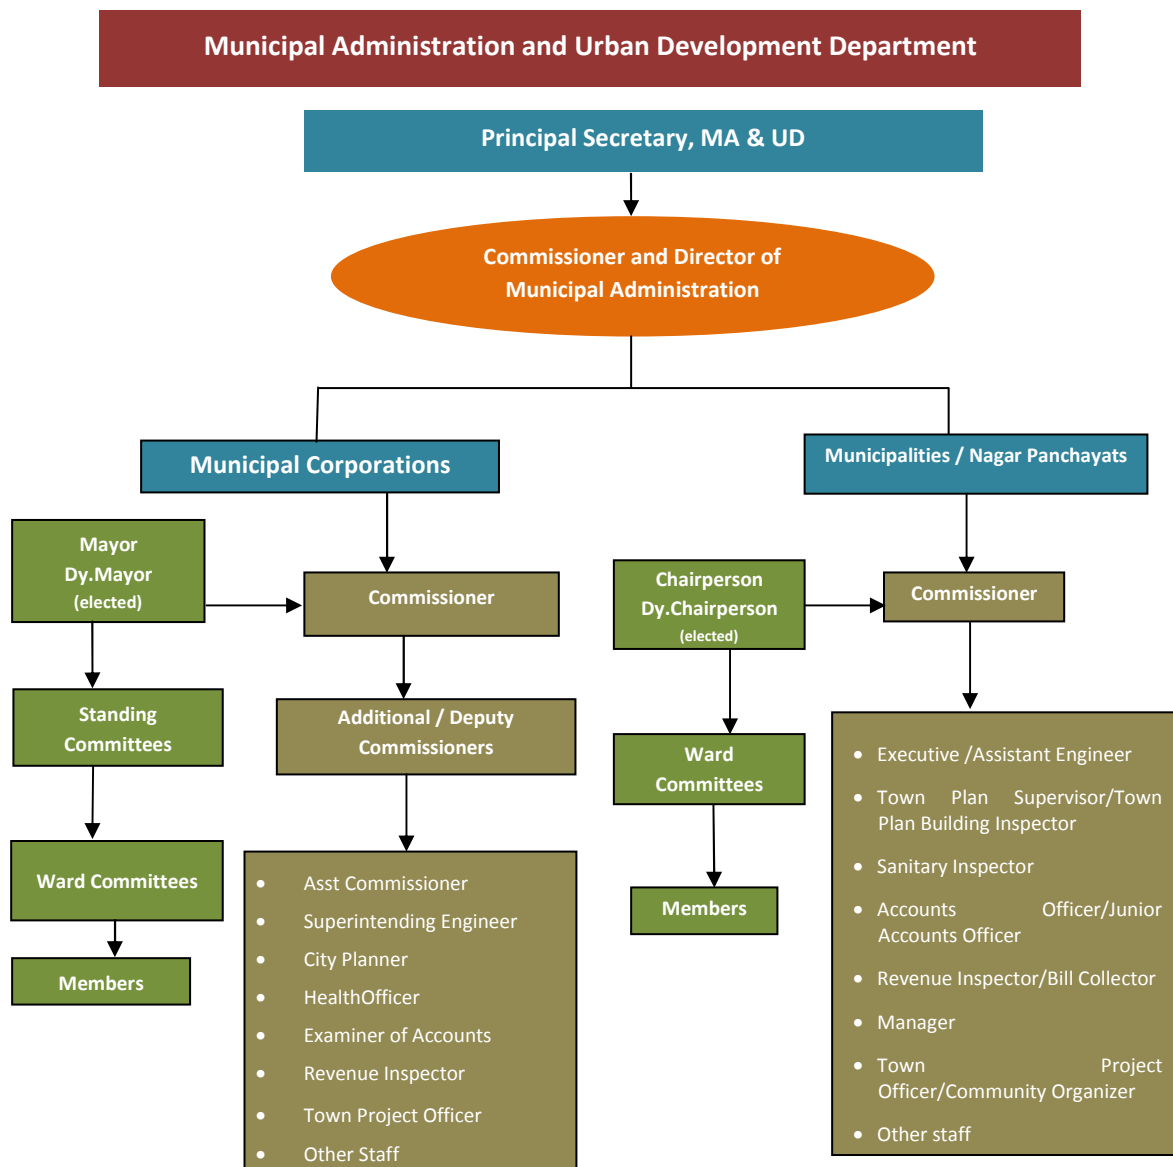 Municipal Administration and Urban Development Department
Principal Secretary, MA & UD
Commissioner and Director of
Municipal Administration
Municipal Corporations
Municipalities / Nagar Panchayats
Mayor
Dy.Mayor
(elected)
Commissioner
Chairperson
Dy.Chairperson
(elected)
Commissioner
Standing
Committees
Additional / Deputy
Commissioners
Ward
Committees
Ward Committees
Members
Members
• Asst Commissioner
• Superintending Engineer
• City Planner
• HealthOfficer
• Examiner of Accounts
• Revenue Inspector
• Town Project Officer
• Other Staff
• Executive /Assistant Engineer
• Town Plan Supervisor/Town
Plan Building Inspector
• Sanitary Inspector
• Accounts Officer/Junior
Accounts Officer
• Revenue Inspector/Bill Collector
• Manager
• Town Project
Officer/Community Organizer
• Other staff